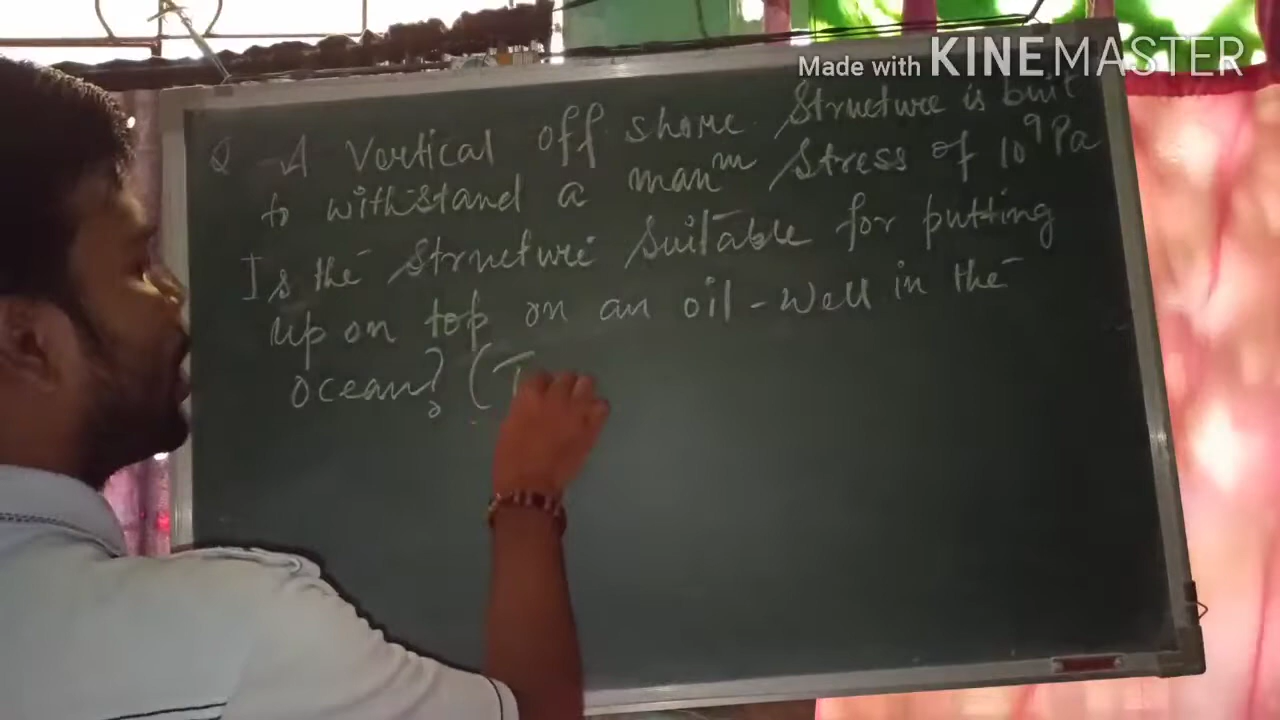 Made with KINEMASTER
Q - A Vertical off shore Structure is built
to withstand a maxm Stress of 10⁹ Pa
Is the Structure Suitable for putting
up on top on an oil - Well in the
ocean? (T